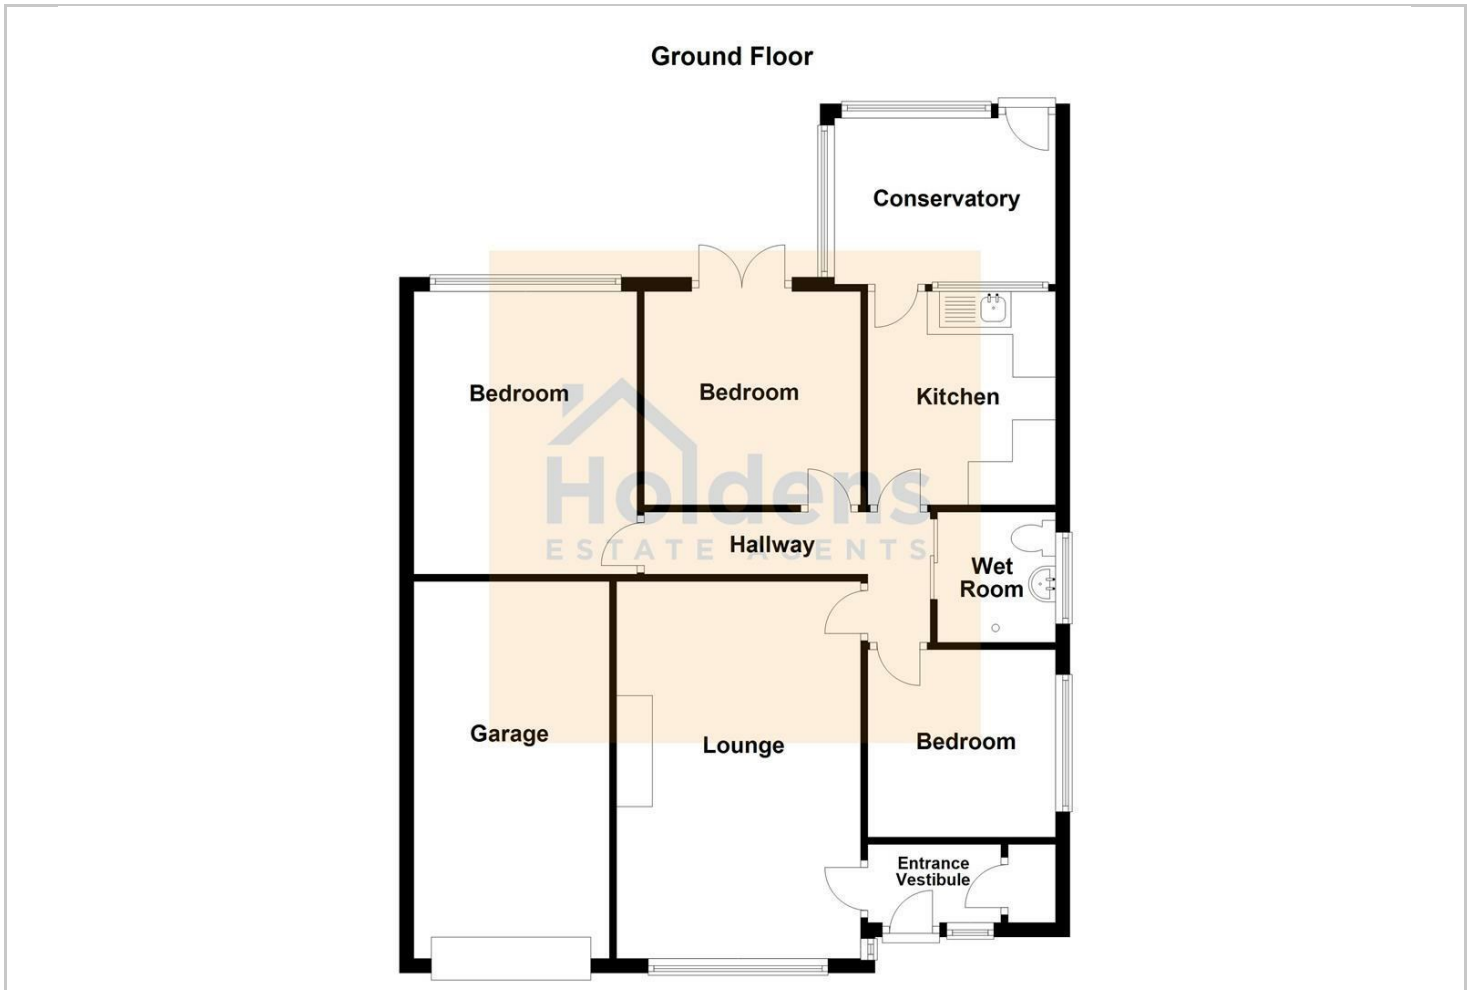 Ground Floor
Conservatory
Bedroom
Bedroom
Kitchen
Holdens
ESTATE AGENTS
Hallway
Wet
Room
Garage
Lounge
Bedroom
Entrance
Vestibule